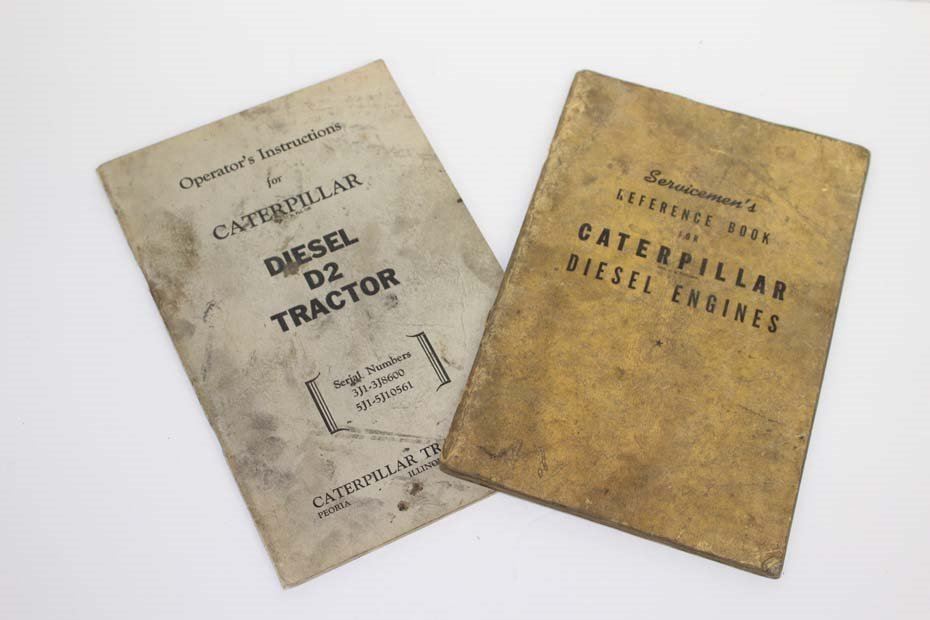 Operator's Instructions
for
CATERPILLAR
DIESEL
D2
TRACTOR
Serial Numbers
3J1-3J8600
5J1-5J10561
CATERPILLAR TR
PEORIA
ILLINO
Servicemen's
REFERENCE BOOK
FOR
CATERPILLAR
DIESEL ENGINES